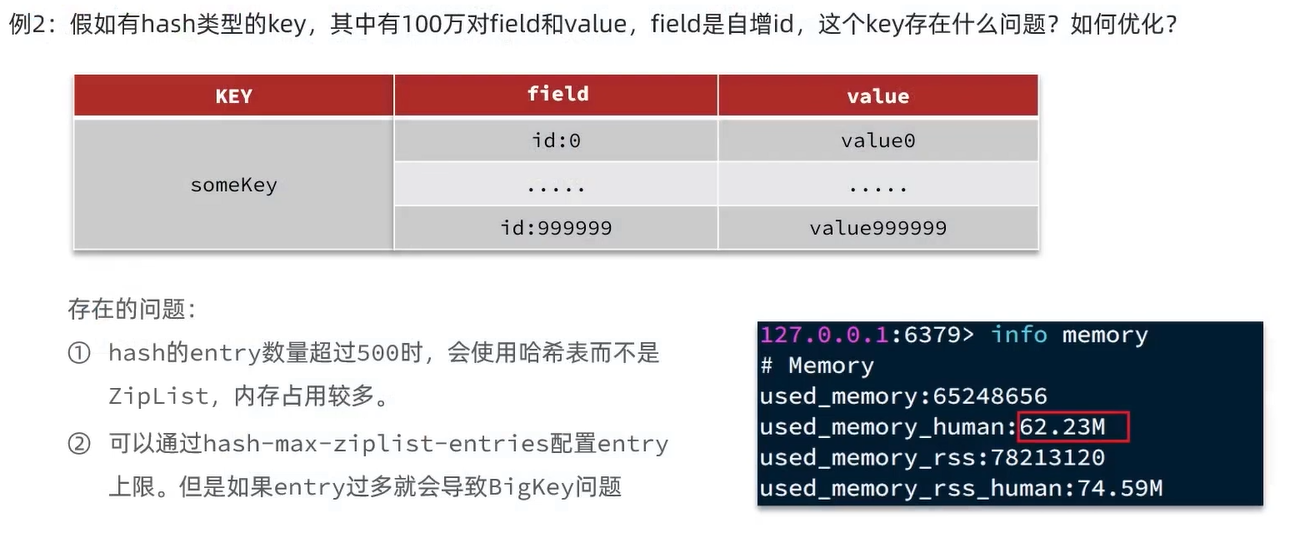 例2：假如有hash类型的key，其中有100万对field和value，field是自增id，这个key存在什么问题？如何优化？
KEY field value
id:0 value0
someKey ..... .....
id:999999 value999999
存在的问题：
① hash的entry数量超过500时，会使用哈希表而不是
ZipList，内存占用较多。
② 可以通过hash-max-ziplist-entries配置entry
上限。但是如果entry过多就会导致BigKey问题
127.0.0.1:6379> info memory
# Memory
used_memory:65248656
used_memory_human:62.23M
used_memory_rss:78213120
used_memory_rss_human:74.59M